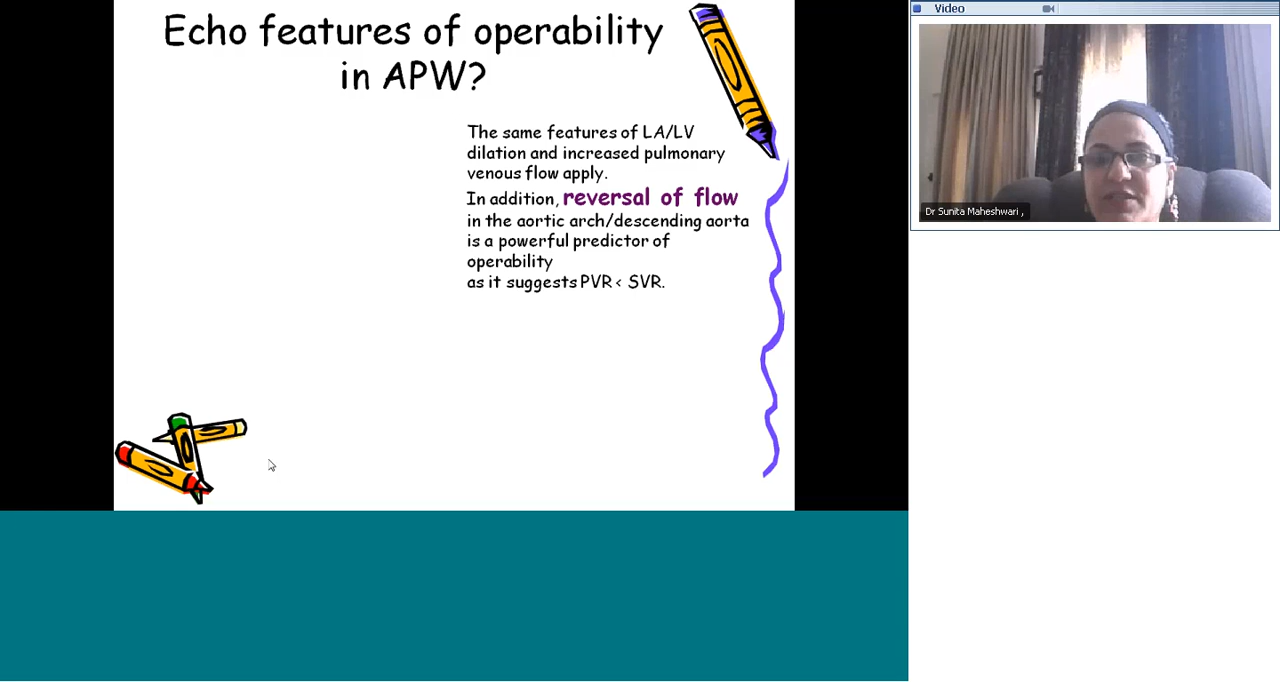 Echo features of operability
in APW?
The same features of LA/LV
dilation and increased pulmonary
venous flow apply.
In addition, reversal of flow
in the aortic arch/descending aorta
is a powerful predictor of
operability
as it suggests PVR < SVR.
Video
Dr Sunita Maheshwari ,